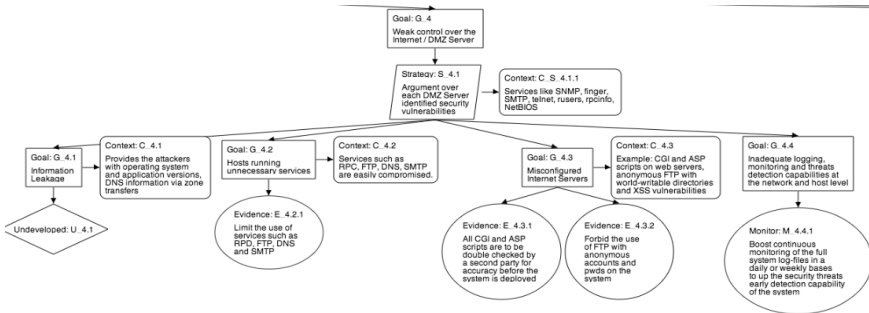 Goal: G_4
Weak control over the
Internet / DMZ Server
Strategy: S_4.1
Argument over
each DMZ Server
identified security
vulnerabilities
Context: C_S_4.1.1
Services like SNMP, finger,
SMTP, telnet, rusers, rpcinfo,
NetBIOS
Goal: G_4.1
Information
Leakage
Context: C_4.1
Provides the attackers
with operating system
and application versions,
DNS information via zone
transfers
Goal: G_4.2
Hosts running
unnecessary services
Context: C_4.2
Services such as
RPC, FTP, DNS, SMTP
are easily compromised.
Goal: G_4.3
Misconfigured
Internet Servers
Context: C_4.3
Example: CGI and ASP
scripts on web servers,
anonymous FTP with
world-writable directories
and XSS vulnerabilities
Goal: G_4.4
Inadequate logging,
monitoring and threats
detection capabilities at
the network and host level
Undeveloped: U_4.1
Evidence: E_4.2.1
Limit the use of
services such as
RPD, FTP, DNS
and SMTP
Evidence: E_4.3.1
All CGI and ASP
scripts are to be
double checked by
a second party for
accuracy before the
system is deployed
Evidence: E_4.3.2
Forbid the use
of FTP with
anonymous
accounts and
pwds on the
system
Monitor: M_4.4.1
Boost continuous
monitoring of the full
system log-files in a
daily or weekly bases
to up the security threats
early detection capability
of the system